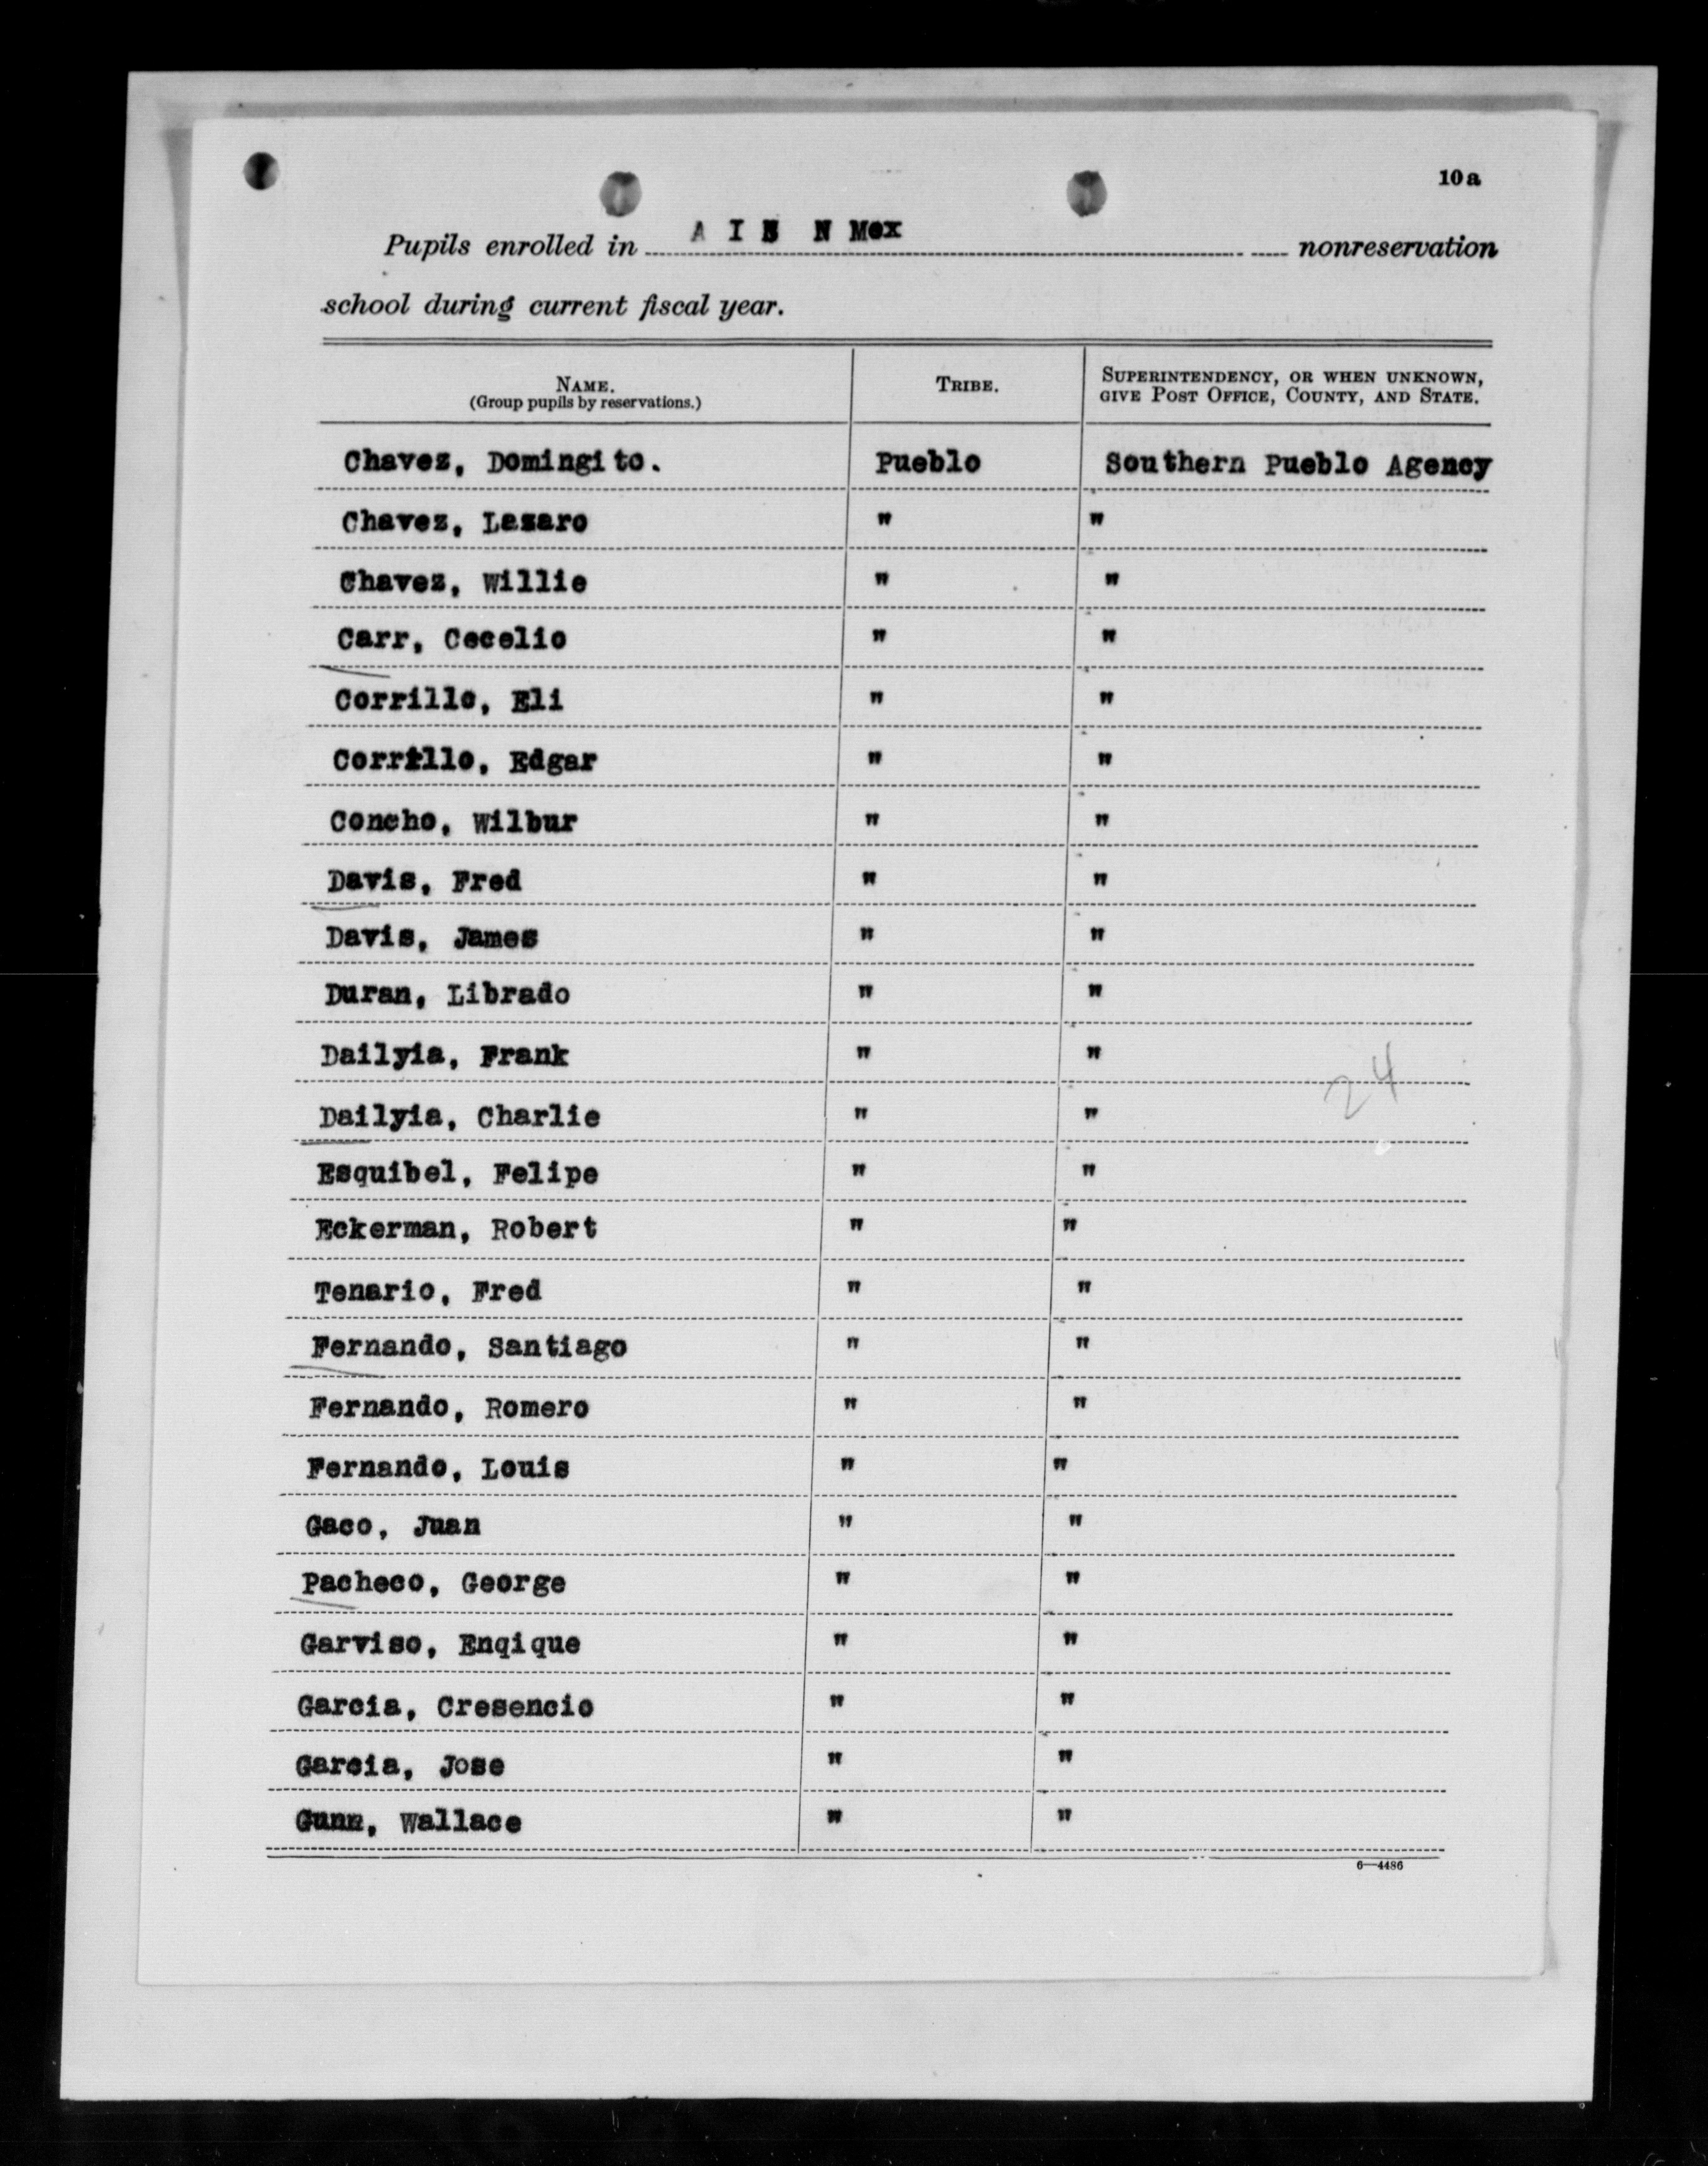 10a
Pupils enrolled in A I S N Mex nonreservation
school during current fiscal year.
NAME. TRIBE. SUPERINTENDENCY, OR WHEN UNKNOWN,
(Group pupils by reservations.) GIVE POST OFFICE, COUNTY, AND STATE.
Chavez, Domingito. Pueblo Southern Pueblo Agency
Chavez, Lazaro " "
Chavez, Willie " "
Carr, Cecelio " "
Corrillo, Eli " "
Corrillo, Edgar " "
Concho, Wilbur " "
Davis, Fred " "
Davis, James " "
Duran, Librado " "
Dailyia, Frank " "
24
Dailyia, Charlie " "
Esquibel, Felipe " "
Eckerman, Robert " "
Tenario, Fred " "
Fernando, Santiago " "
Fernando, Romero " "
Fernando, Louis " "
Gaco, Juan " "
Pacheco, George " "
Garviso, Enqique " "
Garcia, Cresencio " "
Garcia, Jose " "
Gunn, Wallace " "
6—4486